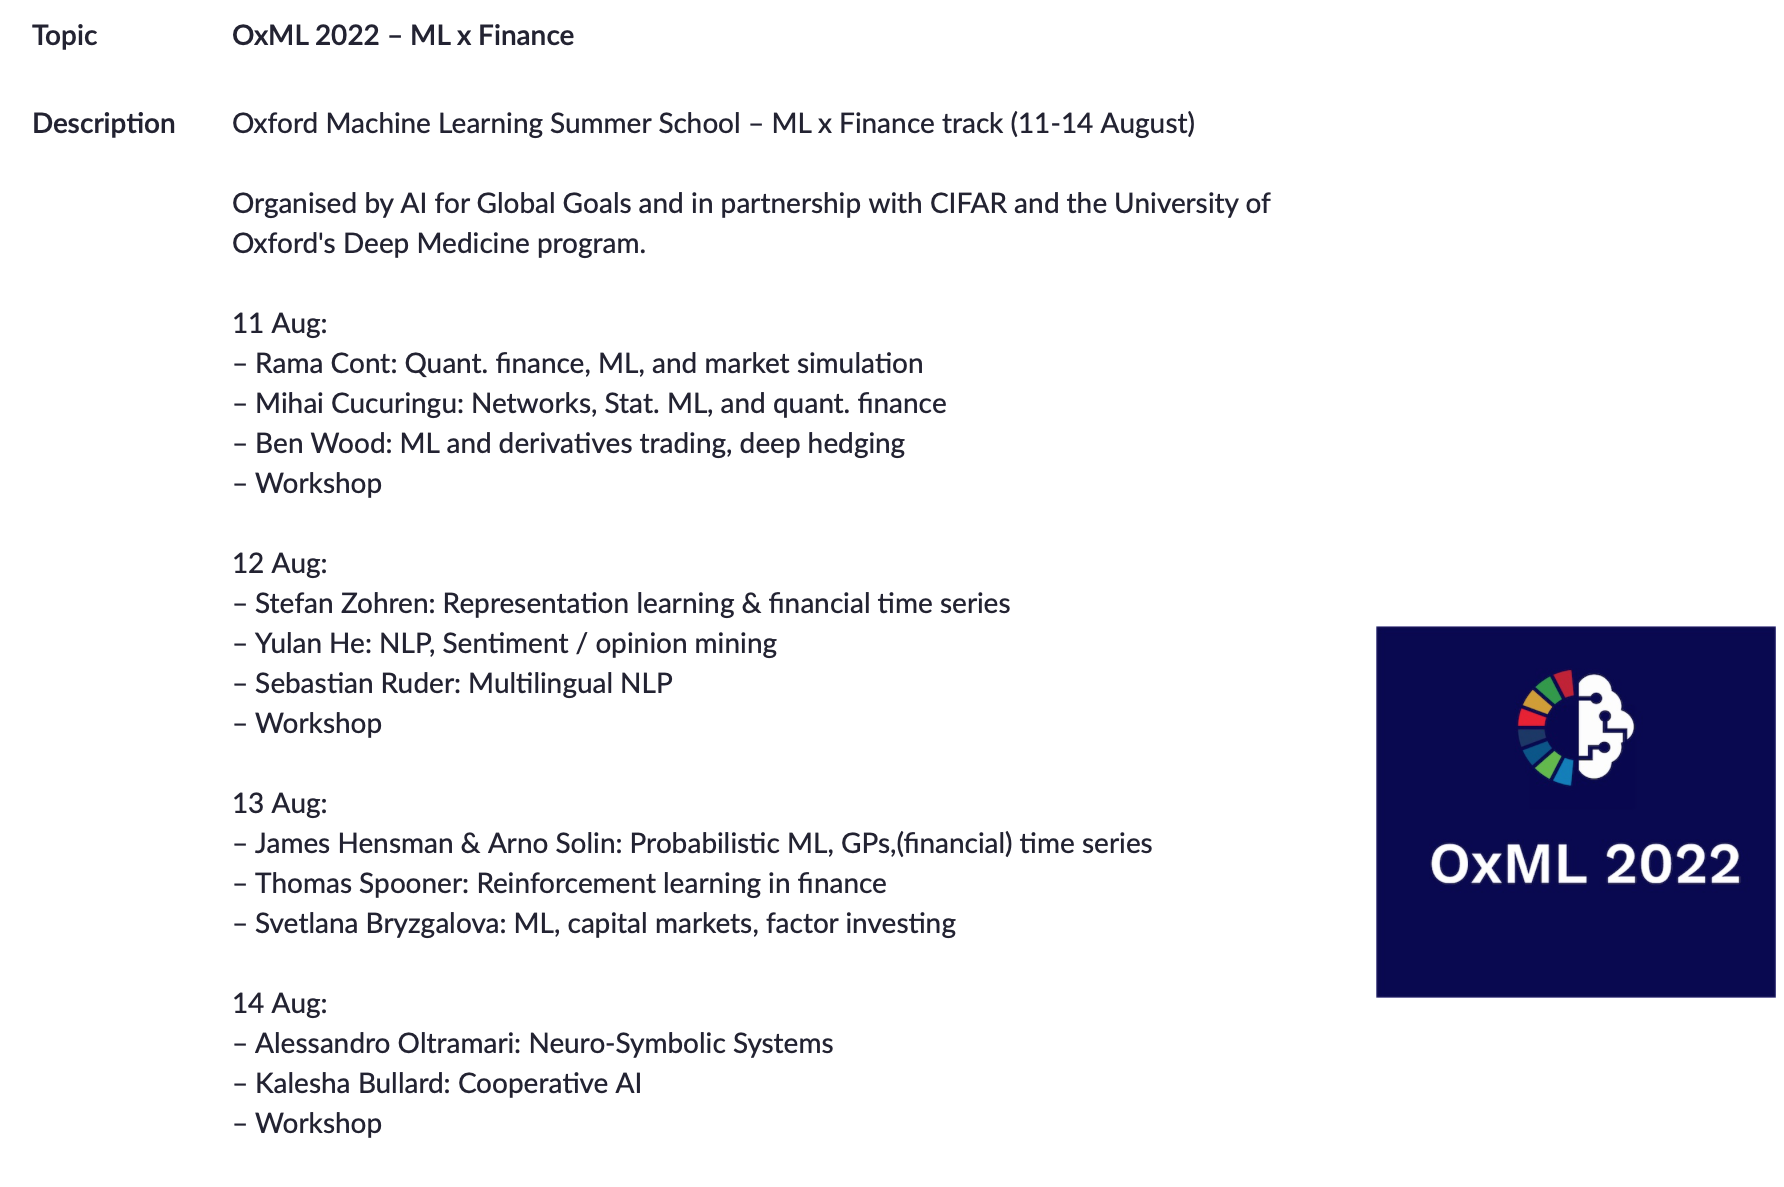 Topic OxML 2022 – ML x Finance
Description Oxford Machine Learning Summer School – ML x Finance track (11-14 August)
Organised by AI for Global Goals and in partnership with CIFAR and the University of
Oxford's Deep Medicine program.
11 Aug:
– Rama Cont: Quant. finance, ML, and market simulation
– Mihai Cucuringu: Networks, Stat. ML, and quant. finance
– Ben Wood: ML and derivatives trading, deep hedging
– Workshop
12 Aug:
– Stefan Zohren: Representation learning & financial time series
– Yulan He: NLP, Sentiment / opinion mining
– Sebastian Ruder: Multilingual NLP
– Workshop
13 Aug:
– James Hensman & Arno Solin: Probabilistic ML, GPs,(financial) time series
– Thomas Spooner: Reinforcement learning in finance
– Svetlana Bryzgalova: ML, capital markets, factor investing
14 Aug:
– Alessandro Oltramari: Neuro-Symbolic Systems
– Kalesha Bullard: Cooperative AI
– Workshop
OxML 2022